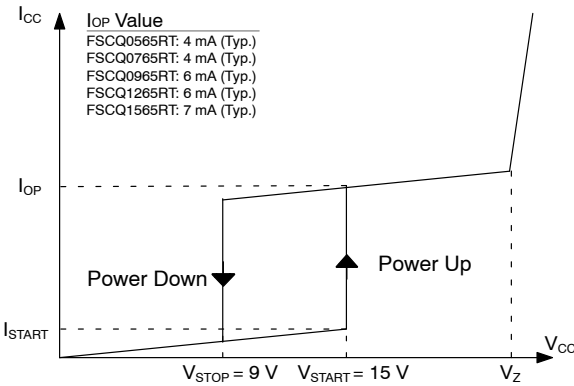 I_CC
I_OP Value
FSCQ0565RT: 4 mA (Typ.)
FSCQ0765RT: 4 mA (Typ.)
FSCQ0965RT: 6 mA (Typ.)
FSCQ1265RT: 6 mA (Typ.)
FSCQ1565RT: 7 mA (Typ.)
I_OP
Power Down
Power Up
I_START
V_CC
V_STOP = 9 V
V_START = 15 V
V_Z